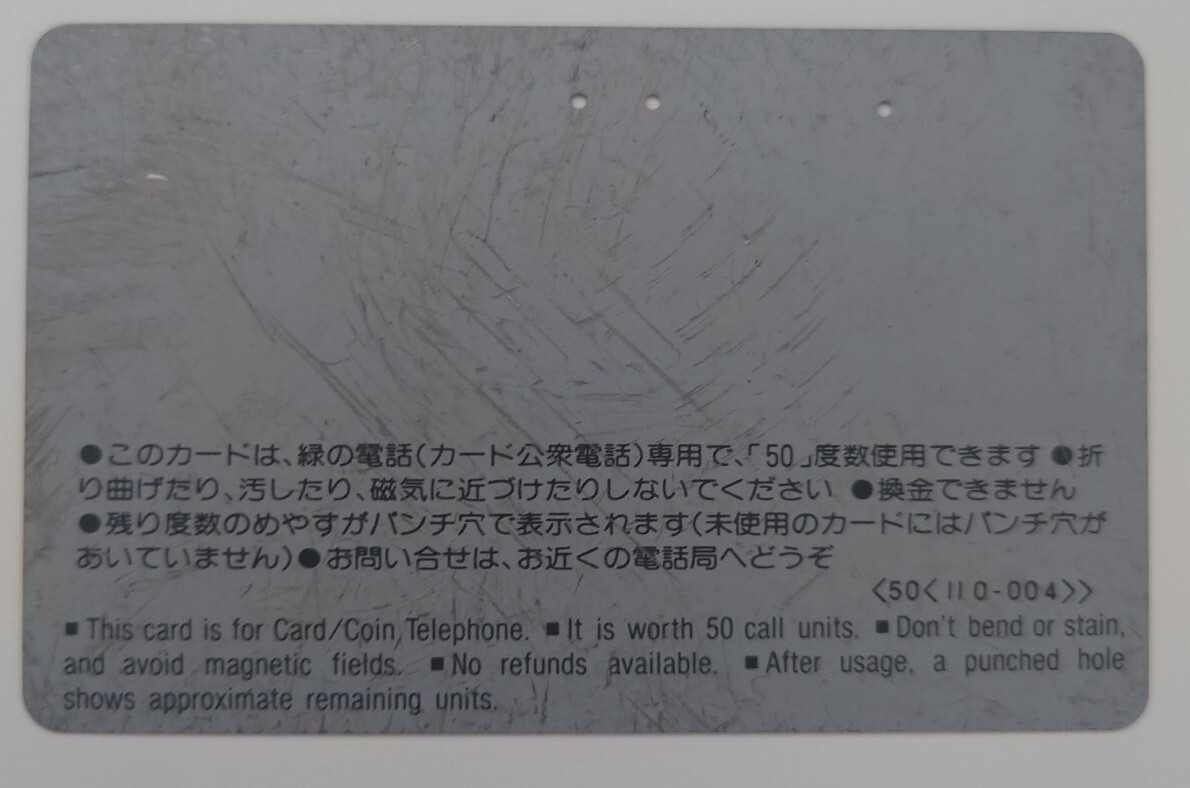 ●このカードは、緑の電話(カード公衆電話)専用で、「50」度数使用できます ●折
り曲げたり、汚したり、磁気に近づけたりしないでください ●換金できません
●残り度数のめやすがパンチ穴で表示されます(未使用のカードにはパンチ穴が
あいていません)●お問い合せは、お近くの電話局へどうぞ
〈50〈110-004〉〉
■This card is for Card/Coin Telephone. ■It is worth 50 call units. ■Don't bend or stain,
and avoid magnetic fields. ■No refunds available. ■After usage, a punched hole
shows approximate remaining units.